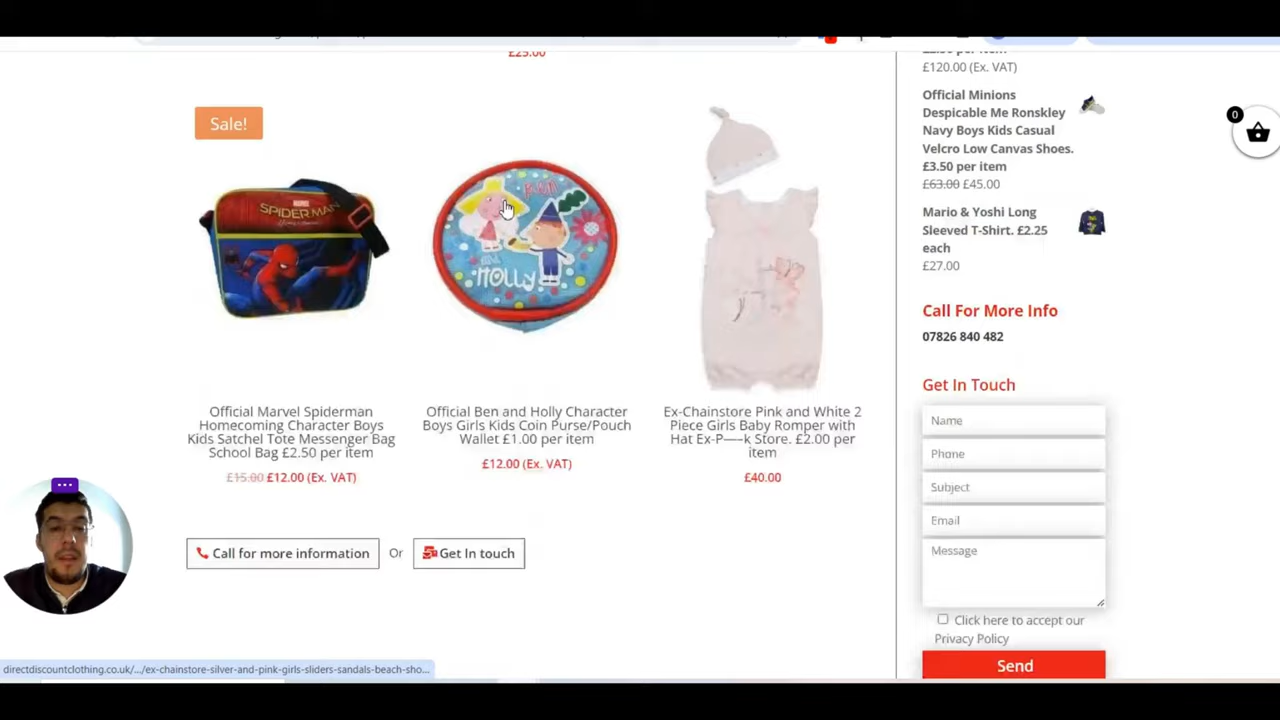 £25.00
Sale!
SPIDERMAN
HOLLY
Official Marvel Spiderman
Homecoming Character Boys
Kids Satchel Tote Messenger Bag
School Bag £2.50 per item
£15.00 £12.00 (Ex. VAT)
Official Ben and Holly Character
Boys Girls Kids Coin Purse/Pouch
Wallet £1.00 per item
£12.00 (Ex. VAT)
Ex-Chainstore Pink and White 2
Piece Girls Baby Romper with
Hat Ex-P—–k Store. £2.00 per
item
£40.00
Call for more information
Or
Get In touch
£120.00 (Ex. VAT)
Official Minions
Despicable Me Ronskley
Navy Boys Kids Casual
Velcro Low Canvas Shoes.
£3.50 per item
£63.00 £45.00
Mario & Yoshi Long
Sleeved T-Shirt. £2.25
each
£27.00
0
Call For More Info
07826 840 482
Get In Touch
Name
Phone
Subject
Email
Message
Click here to accept our
Privacy Policy
Send
directdiscountclothing.co.uk/.../ex-chainstore-silver-and-pink-girls-sliders-sandals-beach-sho...